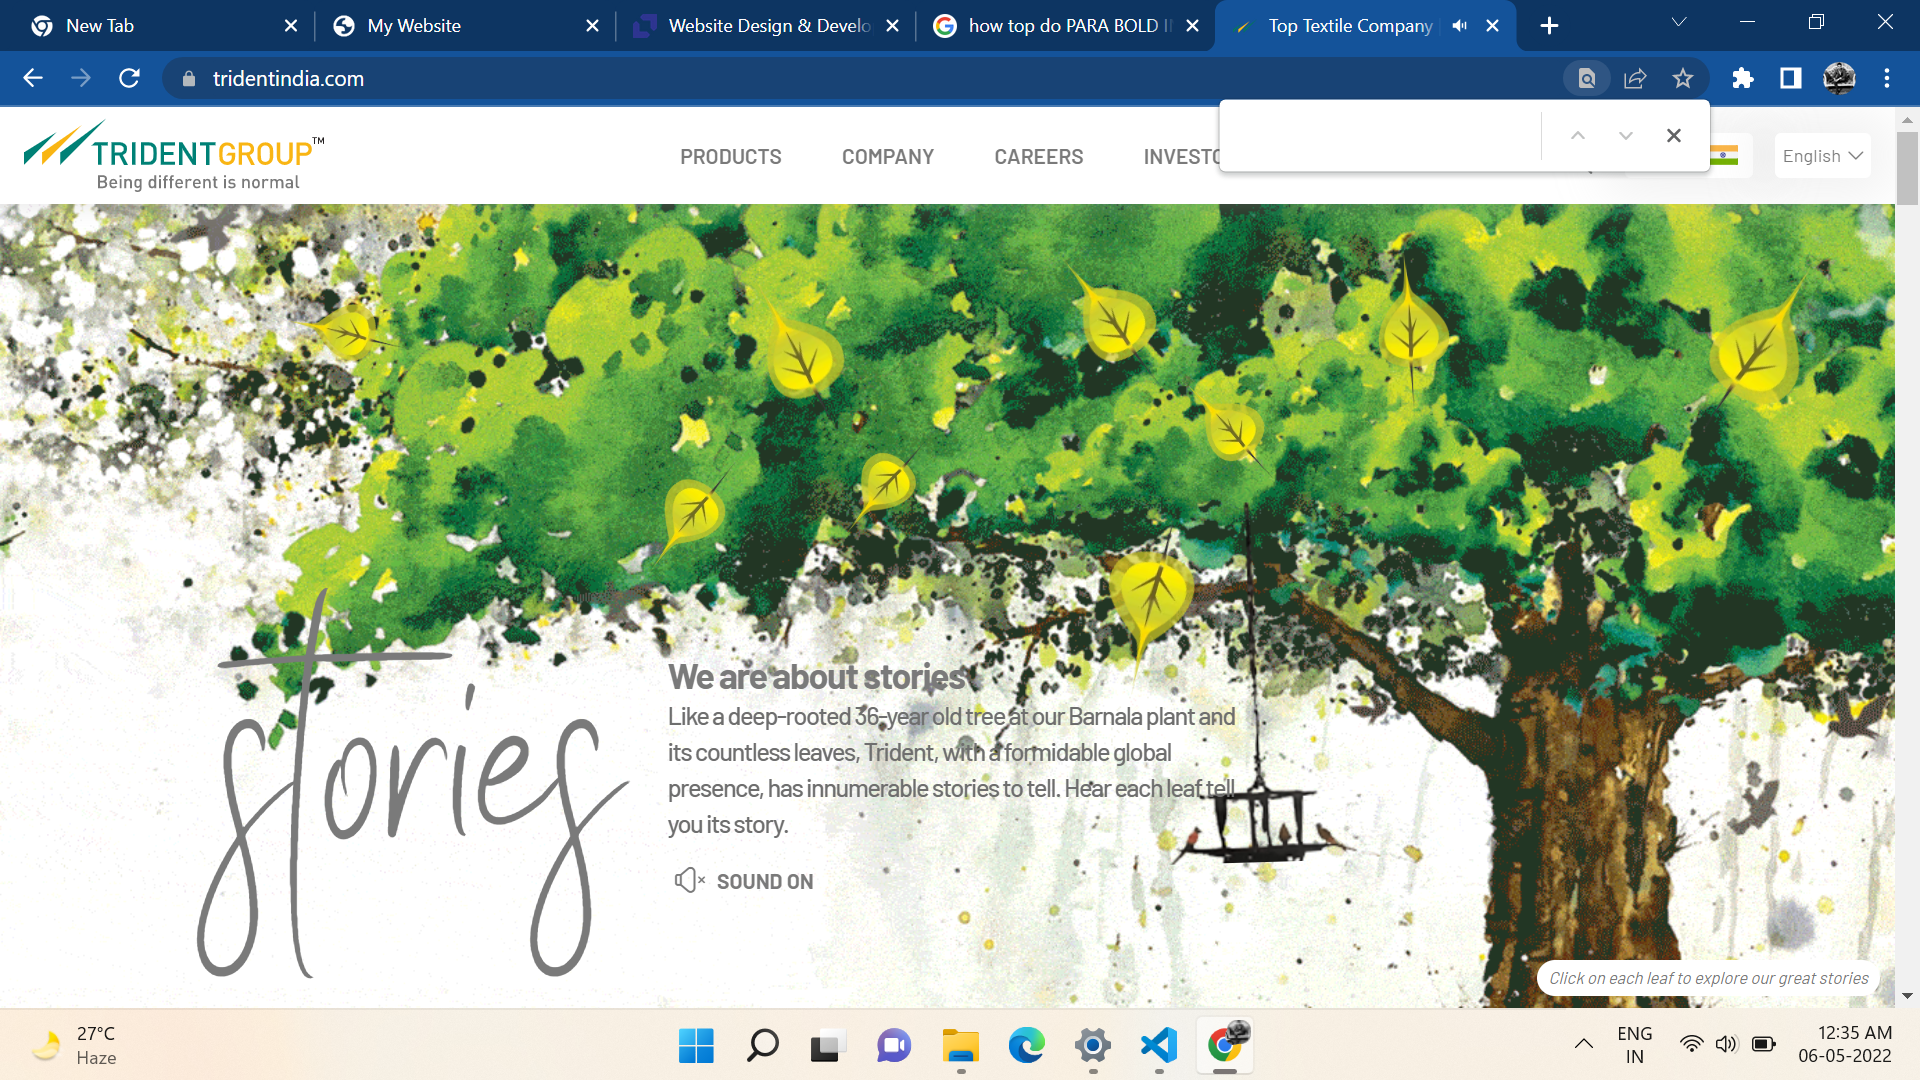 New Tab
My Website
Website Design & Develo
how top do PARA BOLD II
Top Textile Company
tridentindia.com
TRIDENTGROUP™
Being different is normal
PRODUCTS
COMPANY
CAREERS
INVESTO
English
stories
We are about stories
Like a deep-rooted 36-year old tree at our Barnala plant and
its countless leaves, Trident, with a formidable global
presence, has innumerable stories to tell. Hear each leaf tell
you its story.
SOUND ON
Click on each leaf to explore our great stories
27°C
Haze
ENG
IN
12:35 AM
06-05-2022